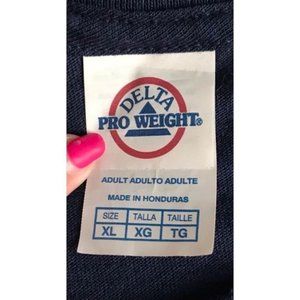 DELTA
PRO WEIGHT®
ADULT ADULTO ADULTE
MADE IN HONDURAS
SIZE TALLA TAILLE
XL XG TG